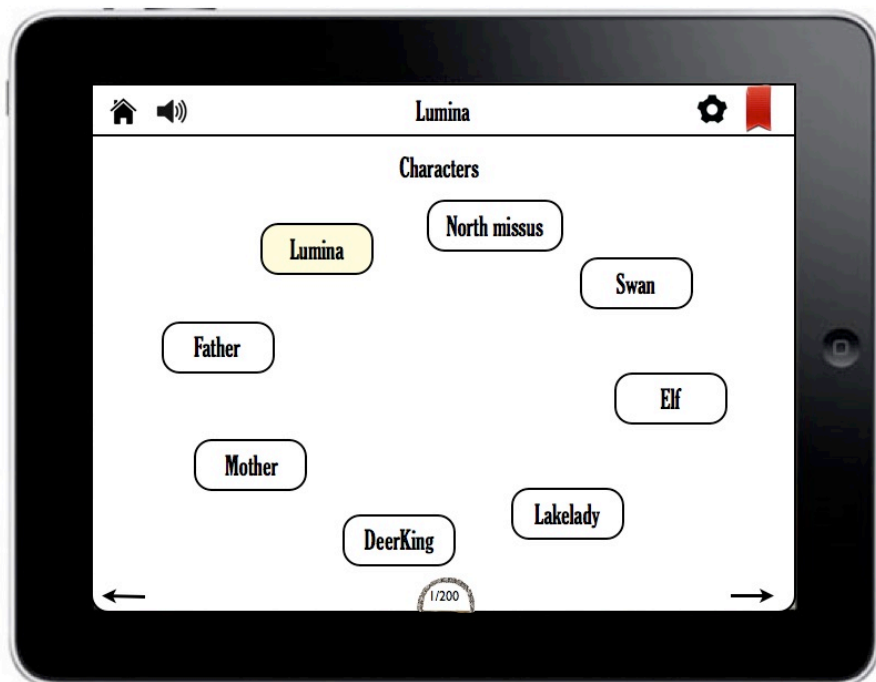 Lumina
Characters
North missus
Lumina
Swan
Father
Elf
Mother
Lakelady
DeerKing
1/200